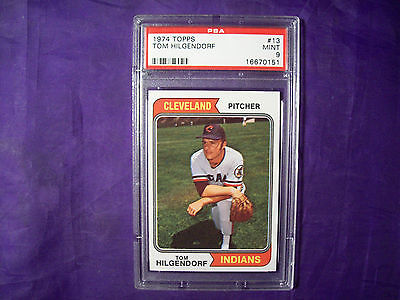 PSA
1974 TOPPS #13
TOM HILGENDORF MINT
9
16670151
CLEVELAND PITCHER
TOM
HILGENDORF INDIANS